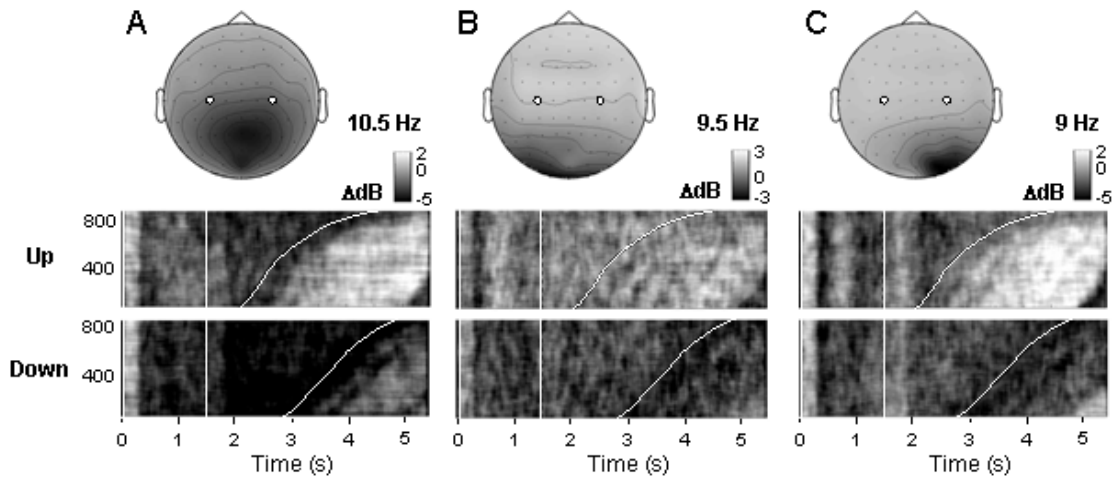 A B C
10.5 Hz 9.5 Hz 9 Hz
2 3 2
0 0 0
ΔdB -5 ΔdB -3 ΔdB -5
800
Up
400
800
Down
400
0 1 2 3 4 5 0 1 2 3 4 5 0 1 2 3 4 5
Time (s) Time (s) Time (s)